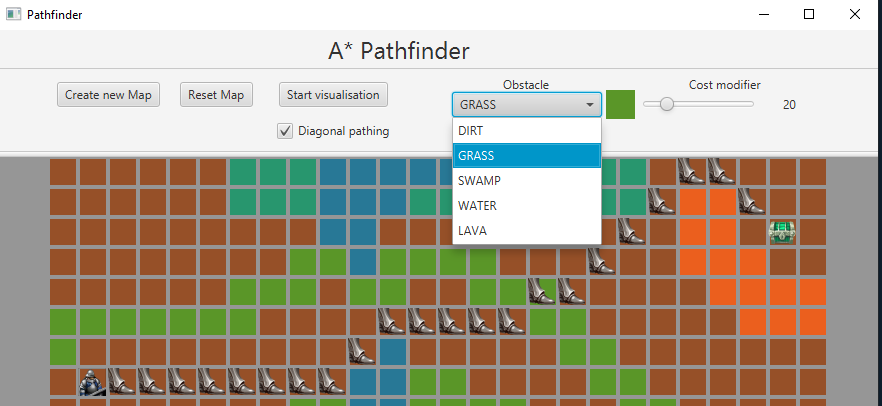 Pathfinder
A* Pathfinder
Create new Map
Reset Map
Start visualisation
Diagonal pathing
Obstacle
GRASS
DIRT
GRASS
SWAMP
WATER
LAVA
Cost modifier
20